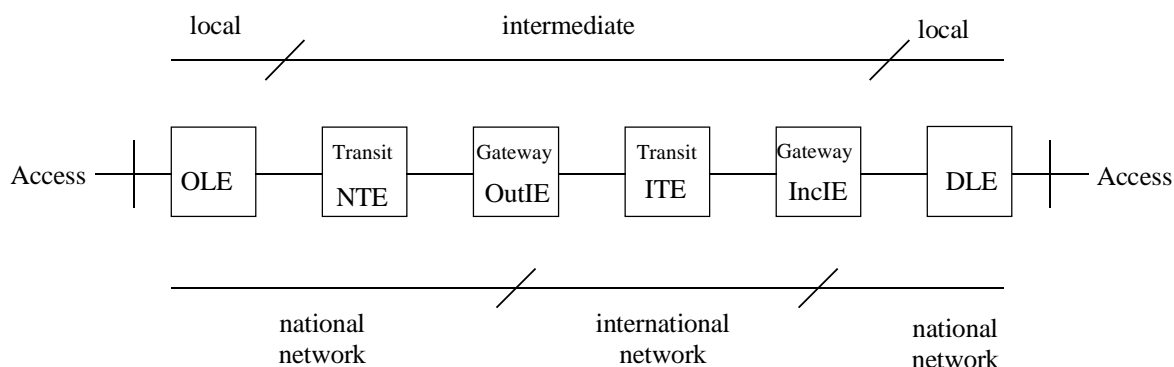 local
intermediate
local
Access
OLE
Transit
NTE
Gateway
OutIE
Transit
ITE
Gateway
IncIE
DLE
Access
national
network
international
network
national
network